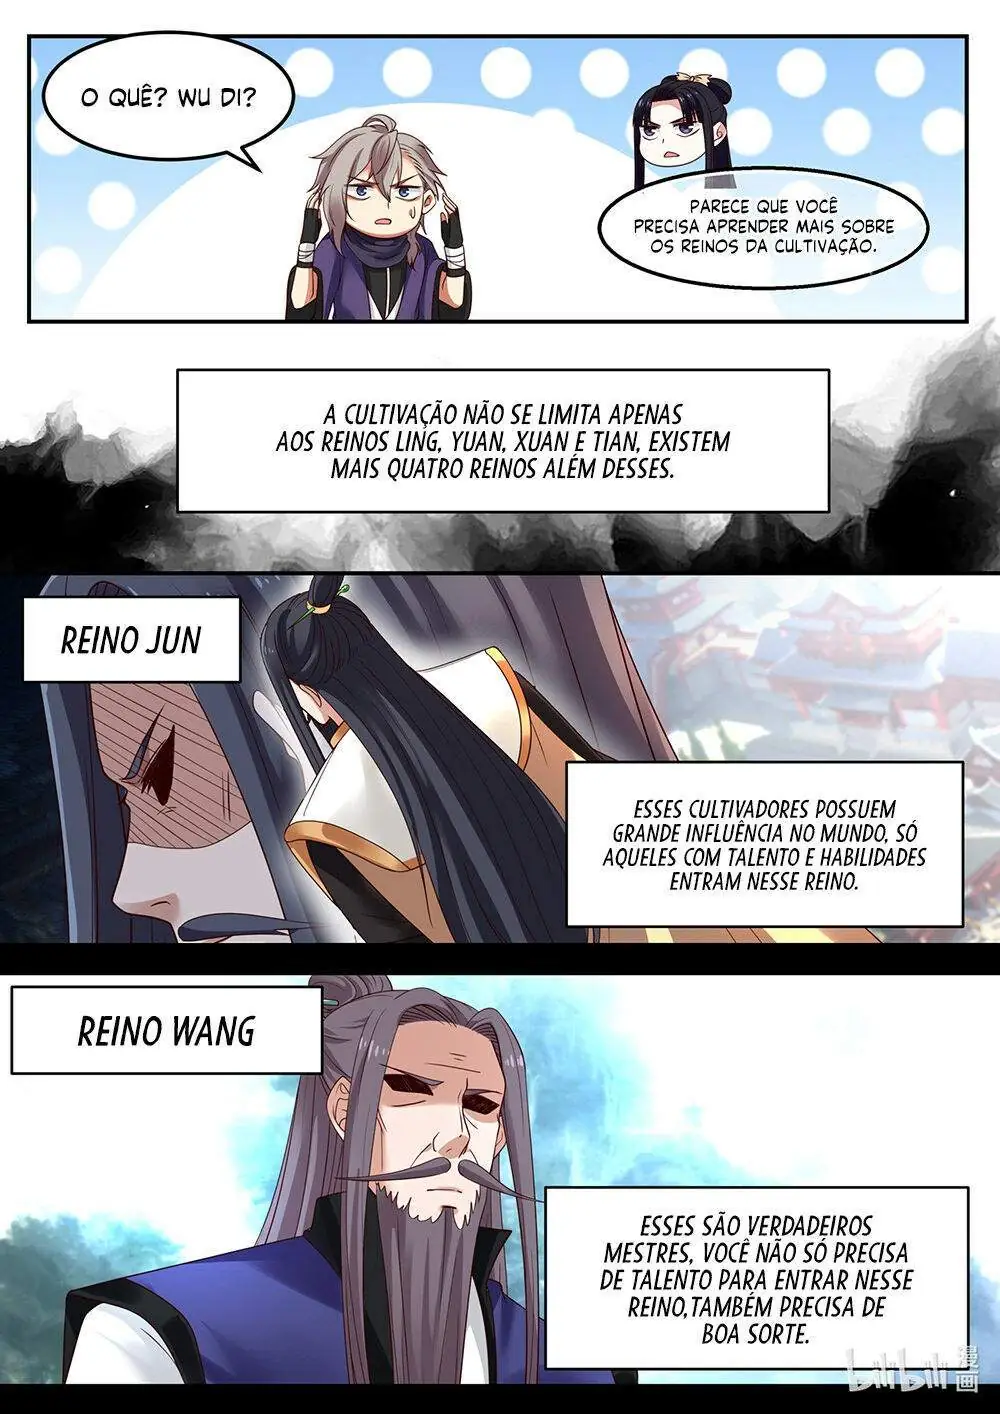 O QUÊ? WU DI?
PARECE QUE VOCÊ
PRECISA APRENDER MAIS SOBRE
OS REINOS DA CULTIVAÇÃO.
A CULTIVAÇÃO NÃO SE LIMITA APENAS
AOS REINOS LING, YUAN, XUAN E TIAN, EXISTEM
MAIS QUATRO REINOS ALÉM DESSES.
REINO JUN
ESSES CULTIVADORES POSSUEM
GRANDE INFLUÊNCIA NO MUNDO, SÓ
AQUELES COM TALENTO E HABILIDADES
ENTRAM NESSE REINO.
REINO WANG
ESSES SÃO VERDADEIROS
MESTRES, VOCÊ NÃO SÓ PRECISA
DE TALENTO PARA ENTRAR NESSE
REINO,TAMBÉM PRECISA DE
BOA SORTE.
bilibili 漫画